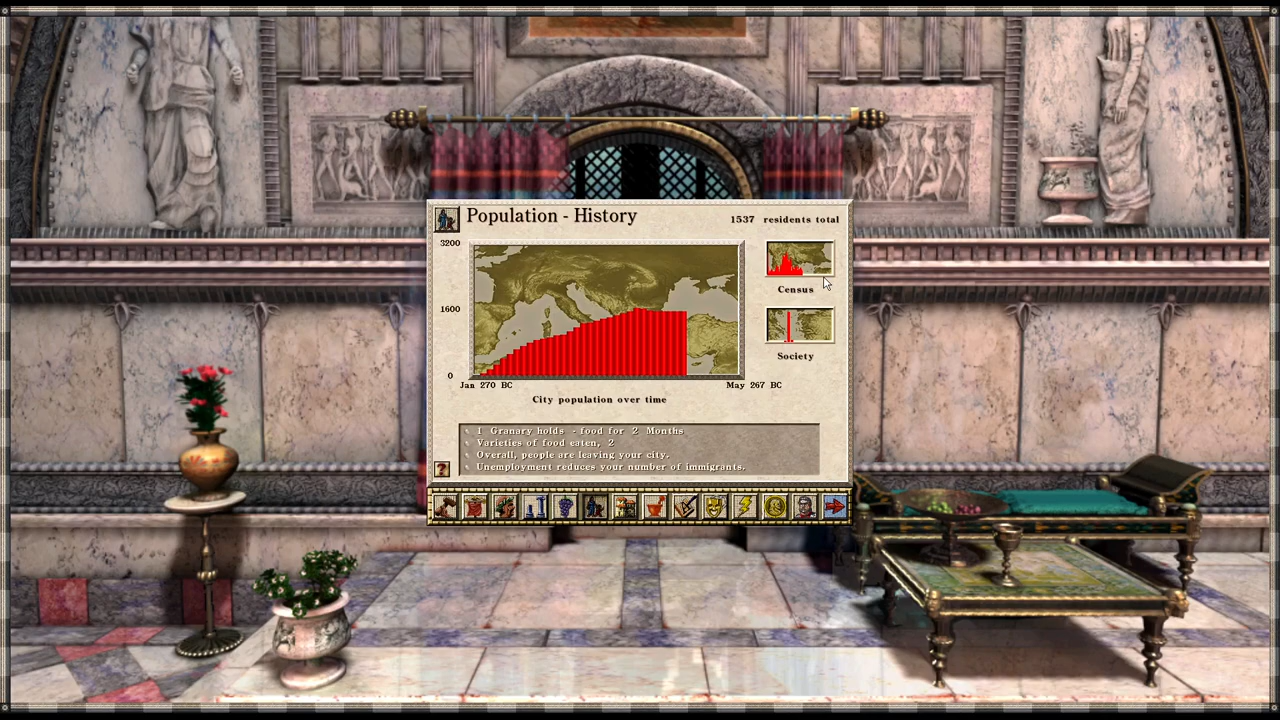 Population - History
1537 residents total
3200
1600
0
Jan 270 BC
May 267 BC
City population over time
Census
Society
1 Granary holds - food for 2 Months
Varieties of food eaten, 2
Overall, people are leaving your city.
Unemployment reduces your number of immigrants.
?